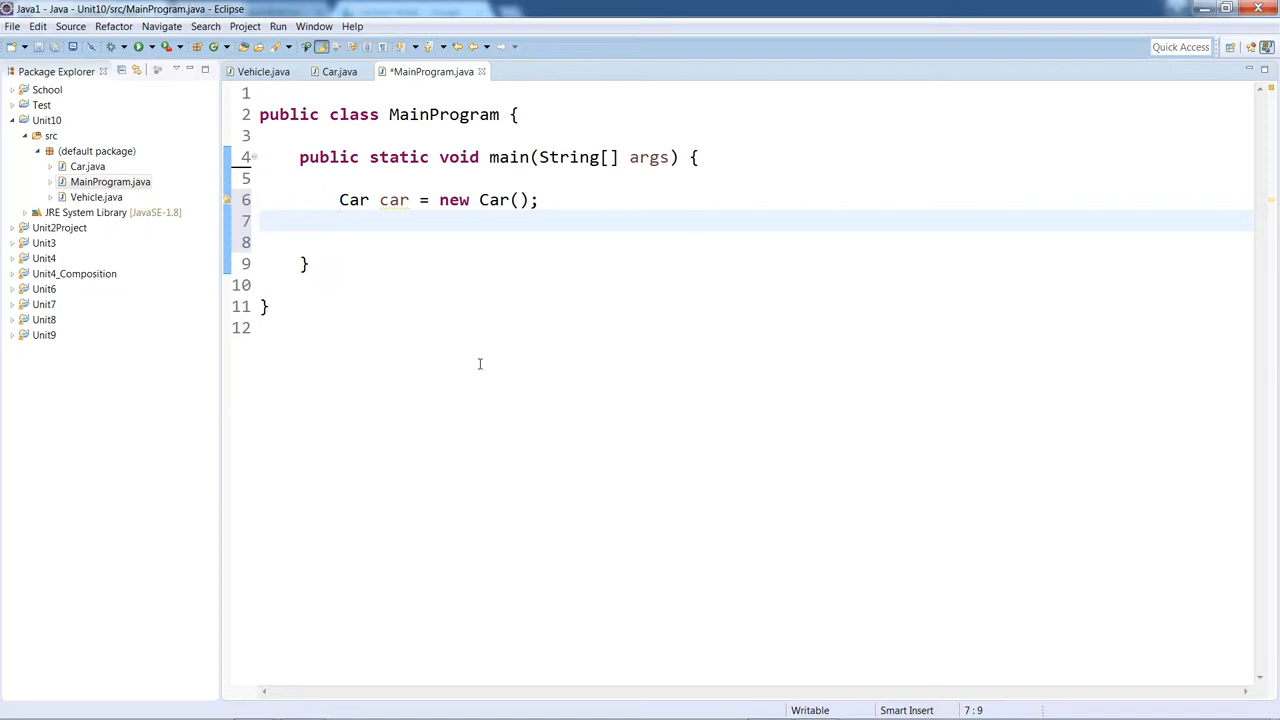 Java1 - Java - Unit10/src/MainProgram.java - Eclipse
File Edit Source Refactor Navigate Search Project Run Window Help
Quick Access
Package Explorer
Vehicle.java Car.java *MainProgram.java
School
Test
Unit10
src
(default package)
Car.java
MainProgram.java
Vehicle.java
JRE System Library [JavaSE-1.8]
Unit2Project
Unit3
Unit4
Unit4_Composition
Unit6
Unit7
Unit8
Unit9
1
2 public class MainProgram {
3
4 public static void main(String[] args) {
5
6 Car car = new Car();
7
8
9 }
10
11 }
12
Writable Smart Insert 7 : 9